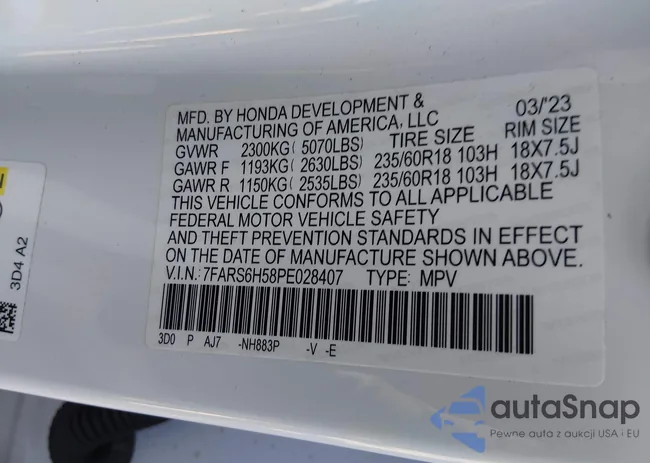 MFD. BY HONDA DEVELOPMENT & 03/'23
MANUFACTURING OF AMERICA, LLC
GVWR 2300KG ( 5070LBS) TIRE SIZE RIM SIZE
GAWR F 1193KG ( 2630LBS) 235/60R18 103H 18X7.5J
GAWR R 1150KG ( 2535LBS) 235/60R18 103H 18X7.5J
THIS VEHICLE CONFORMS TO ALL APPLICABLE
FEDERAL MOTOR VEHICLE SAFETY
AND THEFT PREVENTION STANDARDS IN EFFECT
ON THE DATE OF MANUFACTURE SHOWN ABOVE.
V.I.N.: 7FARS6H58PE028407 TYPE: MPV
3D0 P AJ7 -NH883P -V -E
3D4 A2
autaSnap
Pewne auta z aukcji USA i EU